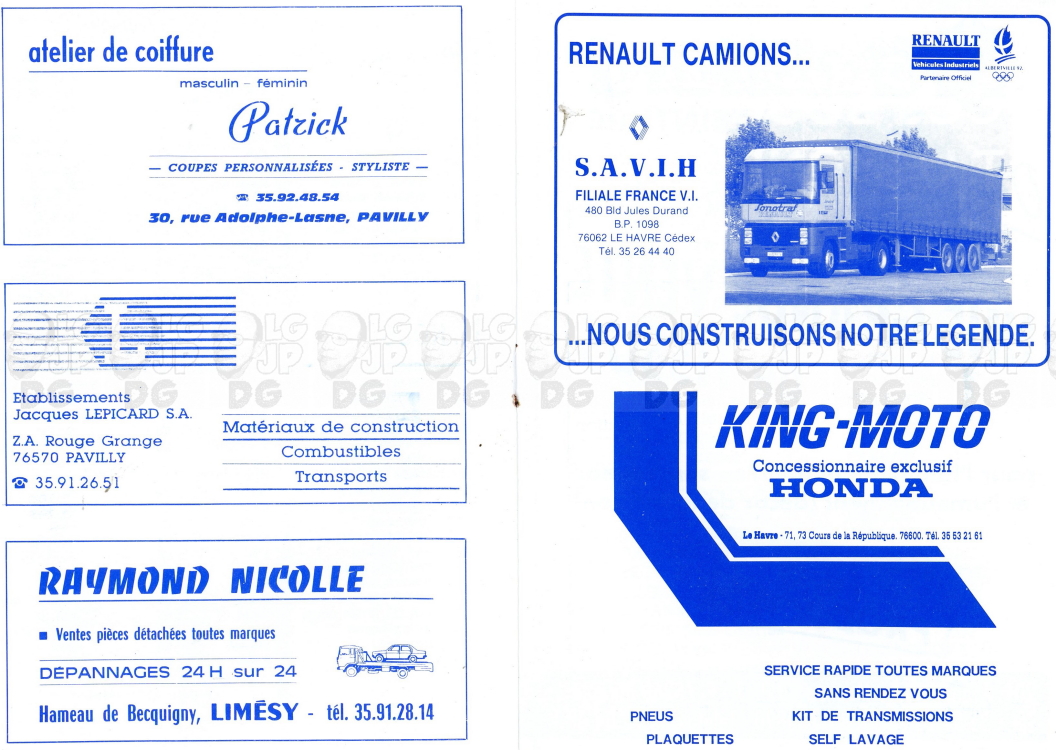 atelier de coiffure
masculin - féminin
Patrick
— COUPES PERSONNALISÉES - STYLISTE —
☎ 35.92.48.54
30, rue Adolphe-Lasne, PAVILLY
Etablissements
Jacques LEPICARD S.A.
Z.A. Rouge Grange
76570 PAVILLY
☎ 35.91.26.51
Matériaux de construction
Combustibles
Transports
RAYMOND NICOLLE
■ Ventes pièces détachées toutes marques
DÉPANNAGES 24 H sur 24
Hameau de Becquigny, LIMÉSY - tél. 35.91.28.14
RENAULT CAMIONS...
RENAULT
Véhicules Industriels
Partenaire Officiel
ALBERTVILLE 92
S.A.V.I.H
FILIALE FRANCE V.I.
480 Bld Jules Durand
B.P. 1098
76062 LE HAVRE Cédex
Tél. 35 26 44 40
Sonotraf
...NOUS CONSTRUISONS NOTRE LEGENDE.
KING-MOTO
Concessionnaire exclusif
HONDA
Le Havre - 71, 73 Cours de la République. 76600. Tél. 35 53 21 61
SERVICE RAPIDE TOUTES MARQUES
SANS RENDEZ VOUS
PNEUS KIT DE TRANSMISSIONS
PLAQUETTES SELF LAVAGE
LG JP DG